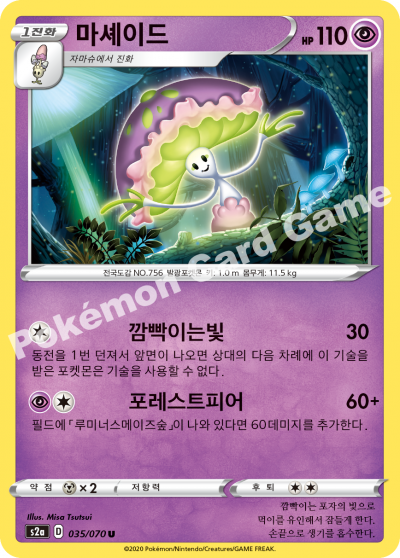 1진화
마셰이드
HP 110
자마슈에서 진화
전국도감 NO.756 발광포켓몬 키: 1.0 m 몸무게: 11.5 kg
Pokémon Card Game
깜빡이는빛 30
동전을 1번 던져서 앞면이 나오면 상대의 다음 차례에 이 기술을
받은 포켓몬은 기술을 사용할 수 없다.
포레스트피어 60+
필드에 「루미너스메이즈숲」이 나와 있다면 60데미지를 추가한다.
약점 ×2 저항력 후퇴
Illus. Misa Tsutsui
s2a D 035/070 U
깜빡이는 포자의 빛으로
먹이를 유인해서 잠들게 한다.
손끝으로 생기를 흡수한다.
©2020 Pokémon/Nintendo/Creatures/GAME FREAK.